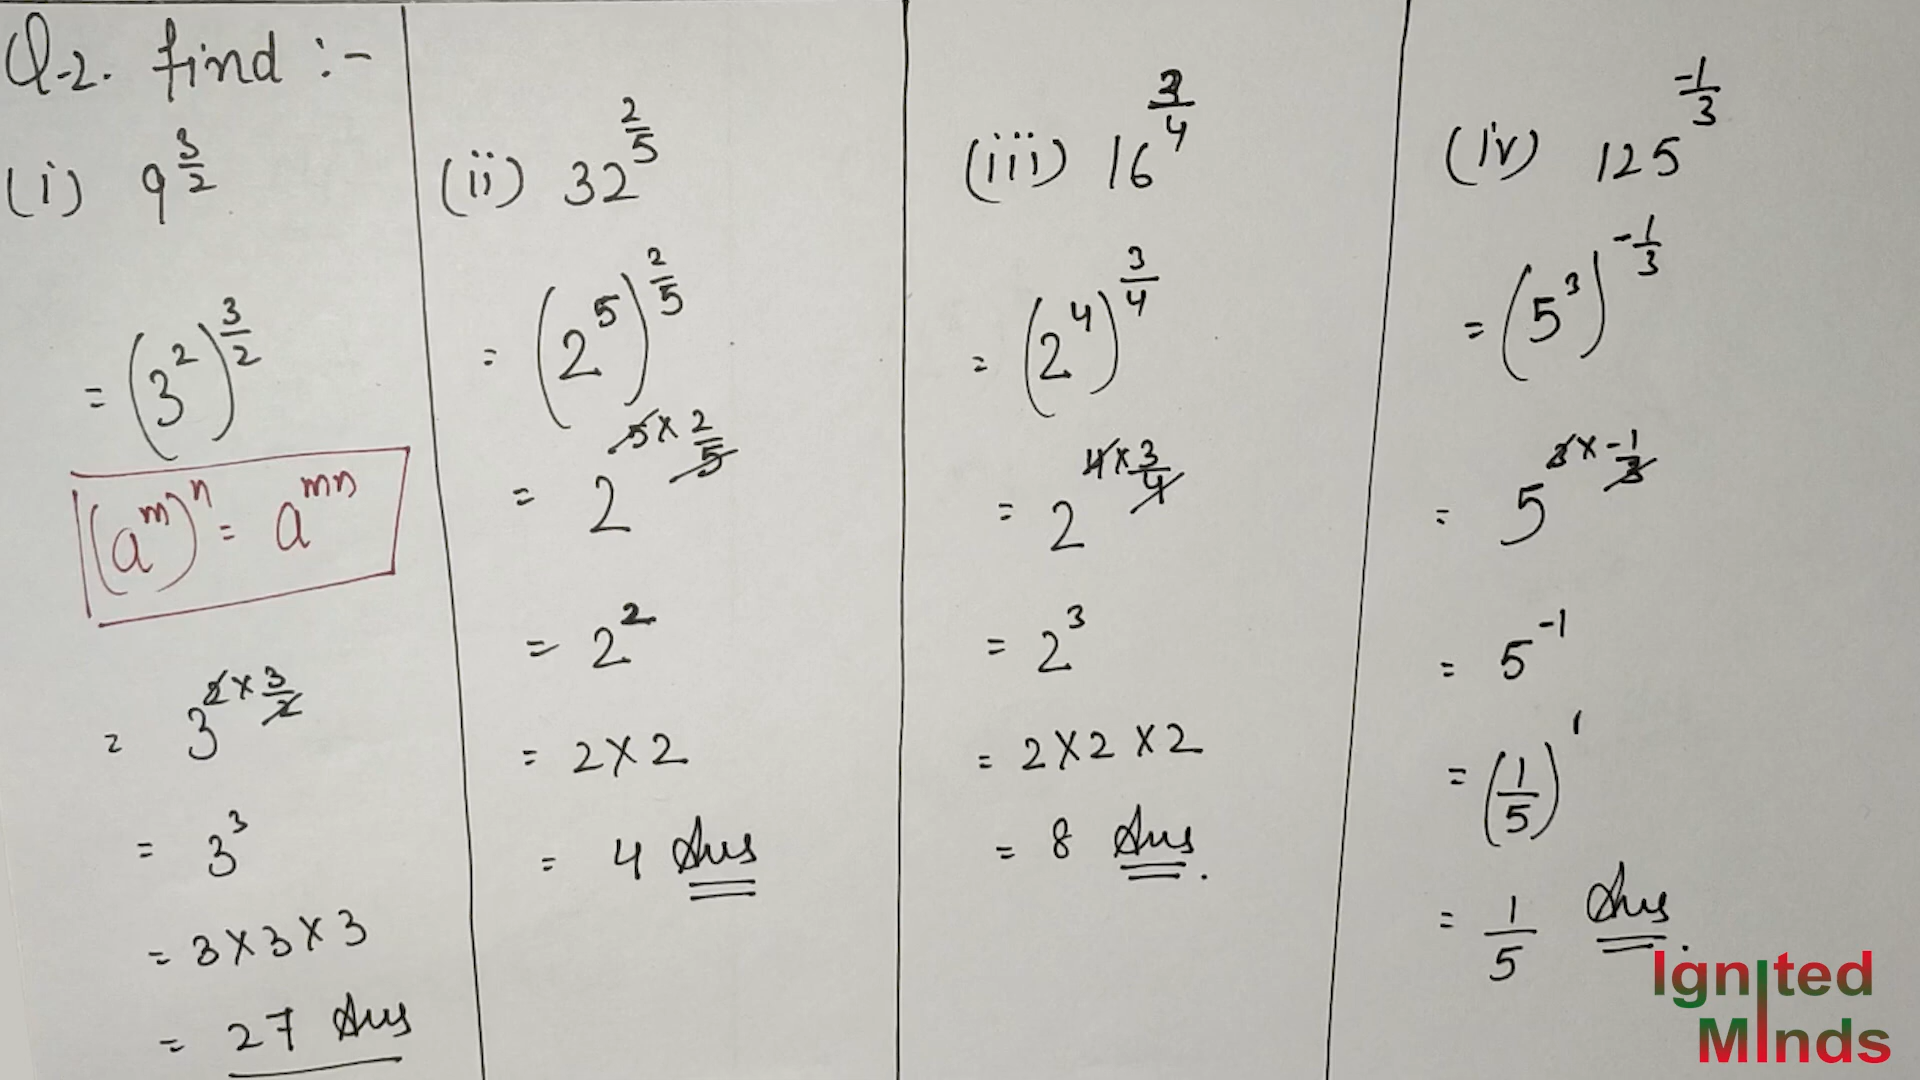 Q.2. find :-
(i) 9^(3/2)
= (3^2)^(3/2)
(a^m)^n = a^(mn)
= 3^(2×3/2)
= 3^3
= 3×3×3
= 27 Ans
(ii) 32^(2/5)
= (2^5)^(2/5)
= 2^(5×2/5)
= 2^2
= 2×2
= 4 Ans
(iii) 16^(3/4)
= (2^4)^(3/4)
= 2^(4×3/4)
= 2^3
= 2×2×2
= 8 Ans.
(iv) 125^(-1/3)
= (5^3)^(-1/3)
= 5^(3×-1/3)
= 5^(-1)
= (1/5)^1
= 1/5 Ans.
Ignited
Minds